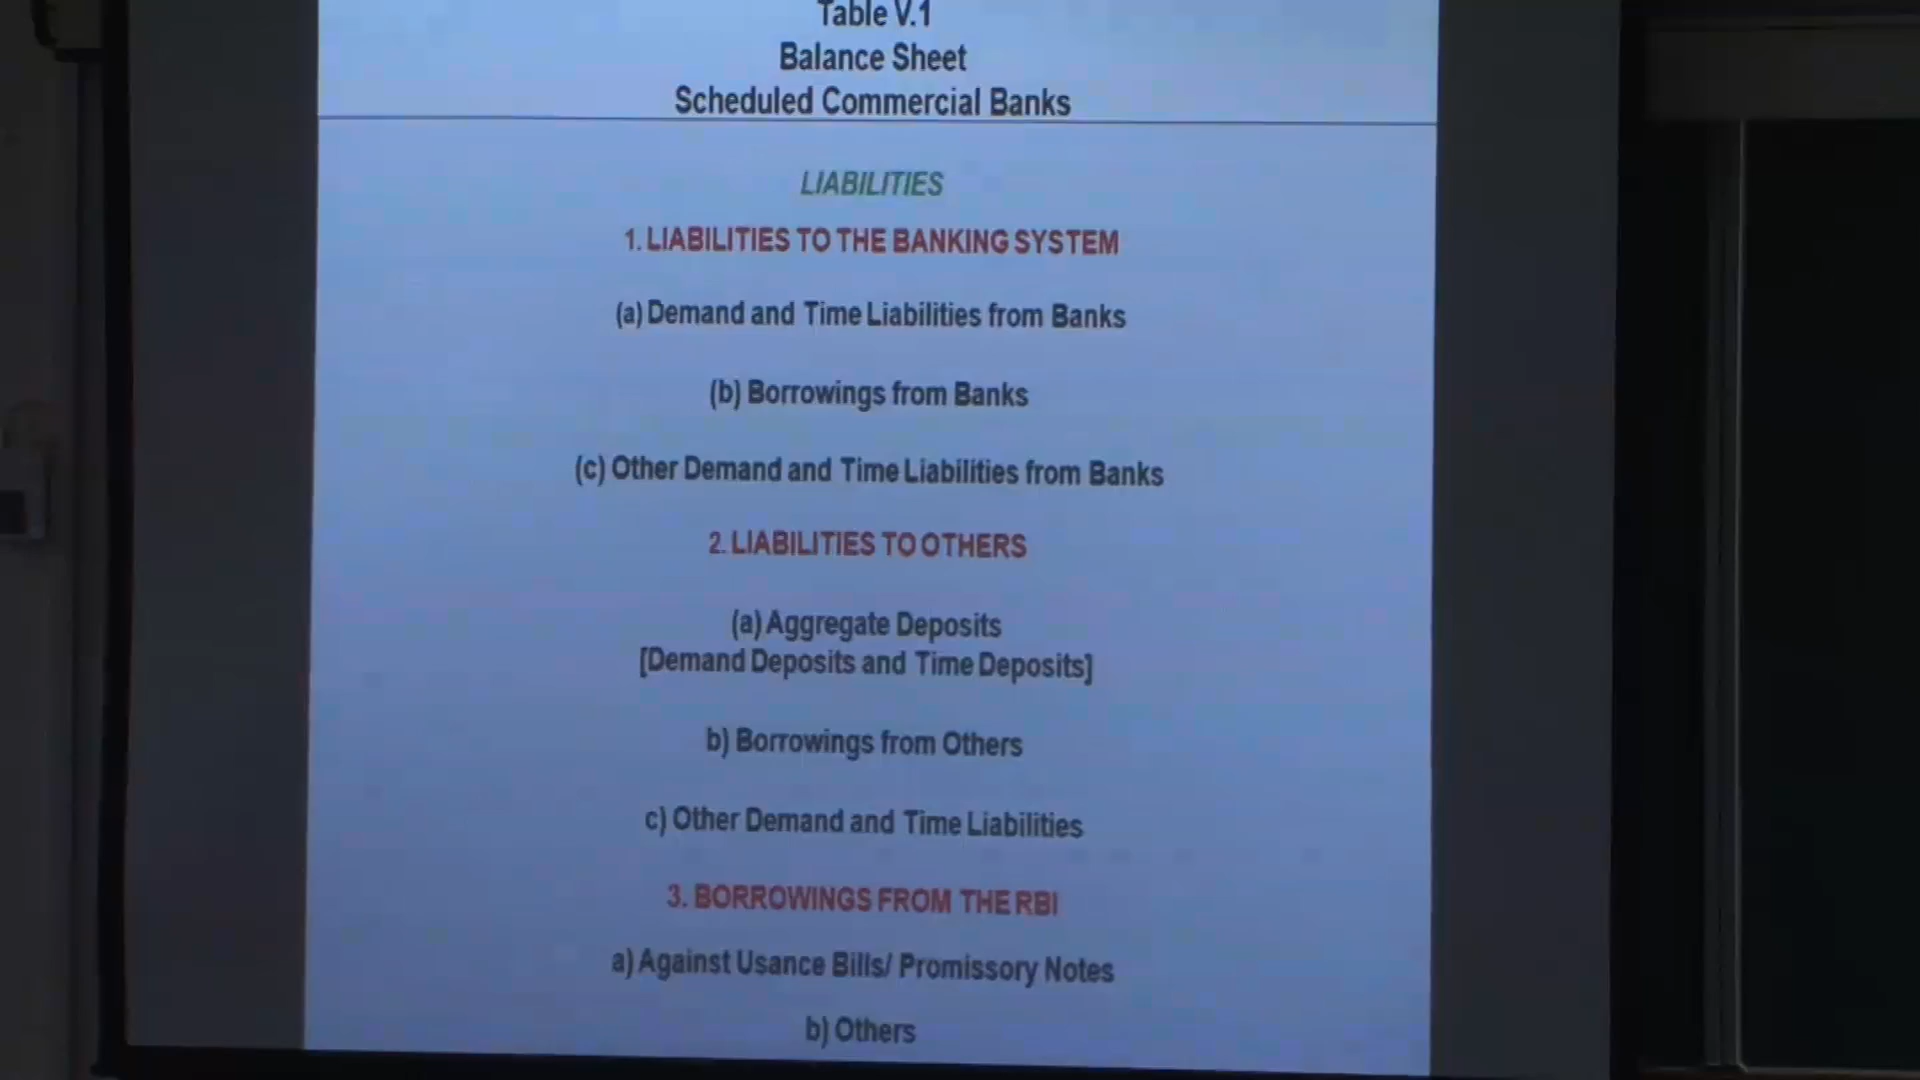 Table V.1
Balance Sheet
Scheduled Commercial Banks
LIABILITIES
1. LIABILITIES TO THE BANKING SYSTEM
(a) Demand and Time Liabilities from Banks
(b) Borrowings from Banks
(c) Other Demand and Time Liabilities from Banks
2. LIABILITIES TO OTHERS
(a) Aggregate Deposits
[Demand Deposits and Time Deposits]
b) Borrowings from Others
c) Other Demand and Time Liabilities
3. BORROWINGS FROM THE RBI
a) Against Usance Bills/ Promissory Notes
b) Others